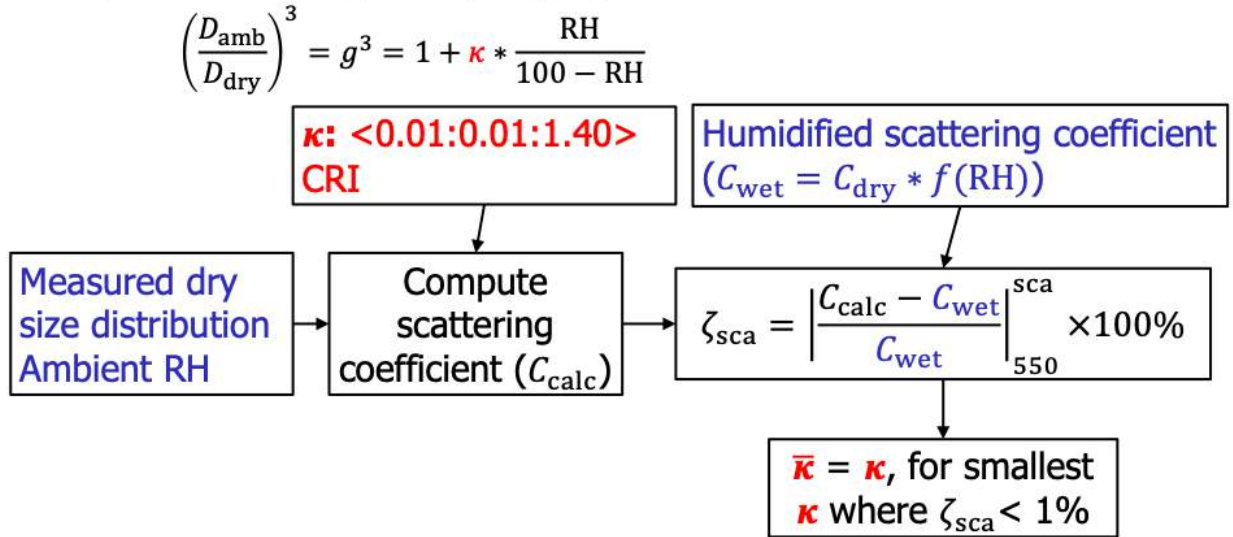 (D_amb / D_dry)^3 = g^3 = 1 + κ * RH / (100 − RH)
κ: <0.01:0.01:1.40>
CRI
Humidified scattering coefficient
(C_wet = C_dry * f(RH))
Measured dry
size distribution
Ambient RH
Compute
scattering
coefficient (C_calc)
ζ_sca = |(C_calc − C_wet) / C_wet|^sca_550 ×100%
κ̅ = κ, for smallest
κ where ζ_sca < 1%